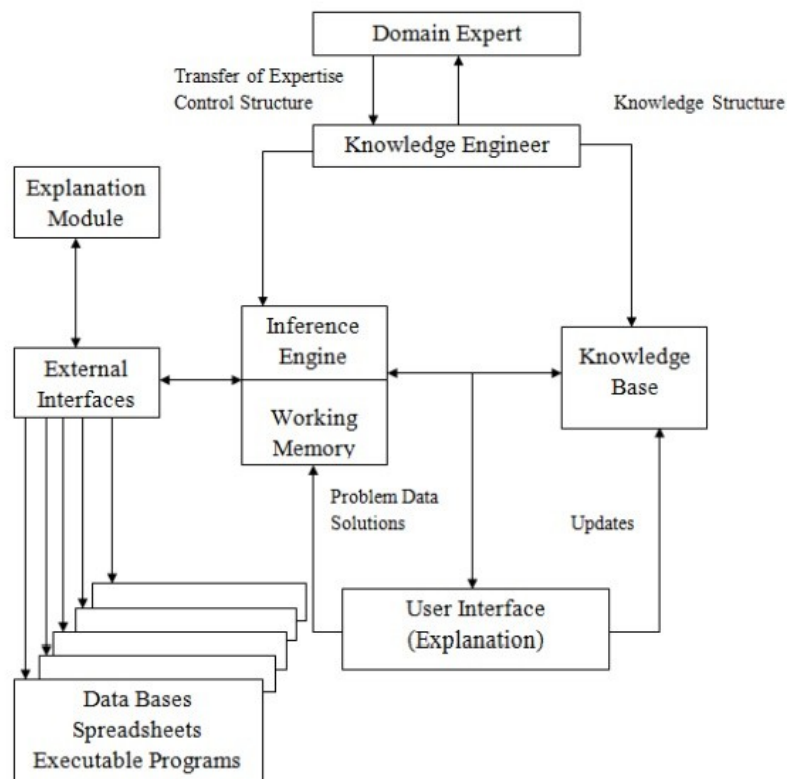 Domain Expert
Transfer of Expertise
Control Structure
Knowledge Structure
Knowledge Engineer
Explanation
Module
Inference
Engine
Knowledge
Base
External
Interfaces
Working
Memory
Problem Data
Solutions
Updates
User Interface
(Explanation)
Data Bases
Spreadsheets
Executable Programs